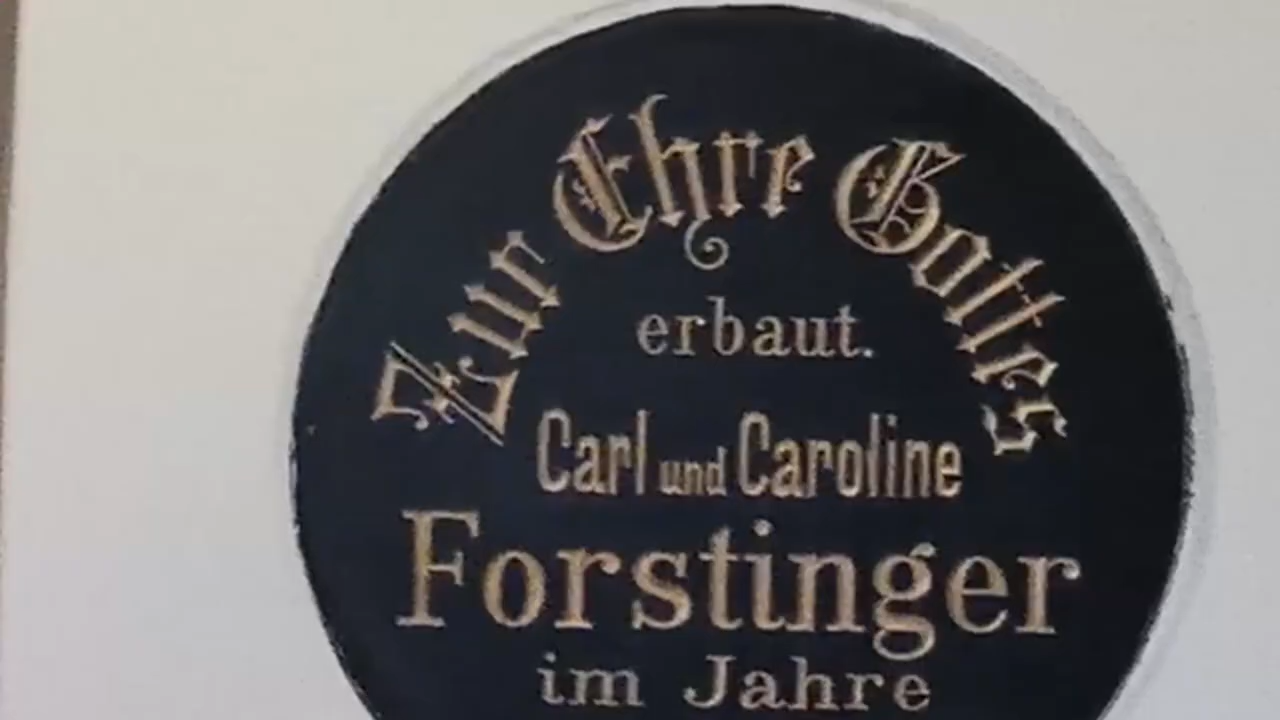 Zur Ehre Gottes
erbaut.
Carl und Caroline
Forstinger
im Jahre